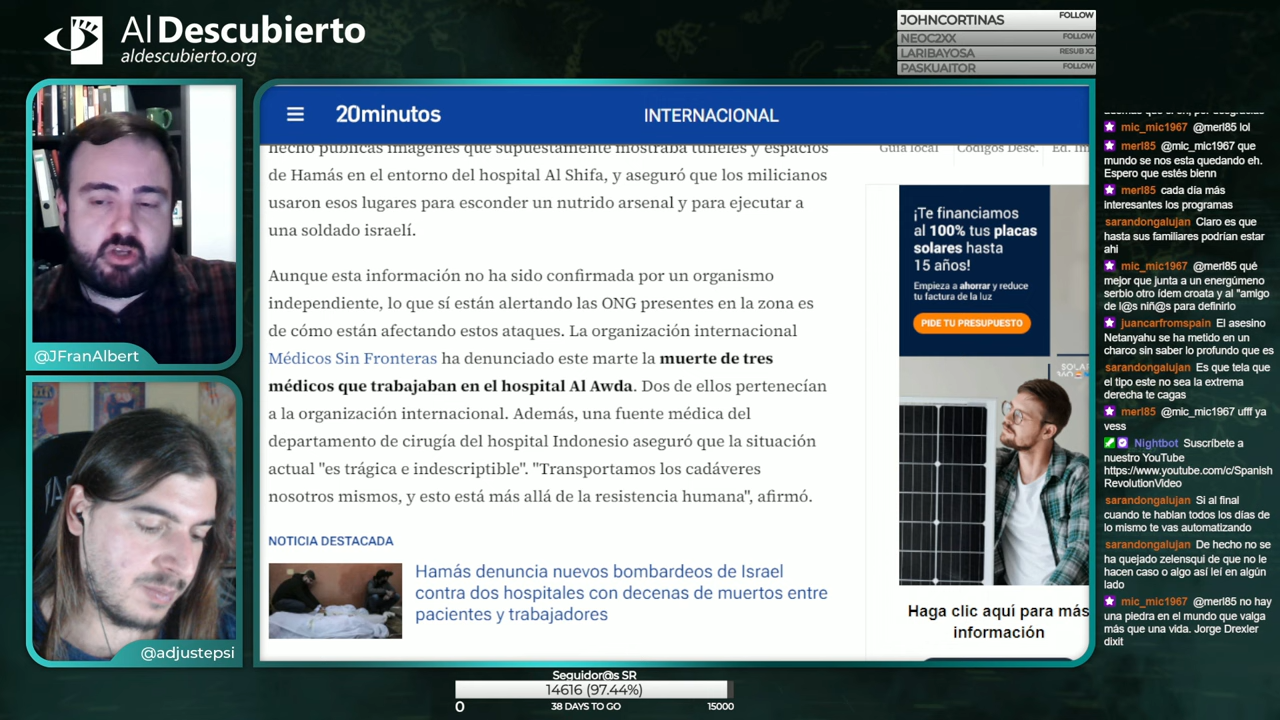 Al Descubierto
aldescubierto.org
JOHNCORTINAS FOLLOW
NEOC2XX FOLLOW
LARIBAYOSA RESUB X2
PASKUAITOR FOLLOW
@JFranAlbert
@adjustepsi
20minutos
INTERNACIONAL
hecho públicas imágenes que supuestamente mostraba túneles y espacios
de Hamás en el entorno del hospital Al Shifa, y aseguró que los milicianos
usaron esos lugares para esconder un nutrido arsenal y para ejecutar a
una soldado israelí.
Aunque esta información no ha sido confirmada por un organismo
independiente, lo que sí están alertando las ONG presentes en la zona es
de cómo están afectando estos ataques. La organización internacional
Médicos Sin Fronteras ha denunciado este marte la muerte de tres
médicos que trabajaban en el hospital Al Awda. Dos de ellos pertenecían
a la organización internacional. Además, una fuente médica del
departamento de cirugía del hospital Indonesio aseguró que la situación
actual "es trágica e indescriptible". "Transportamos los cadáveres
nosotros mismos, y esto está más allá de la resistencia humana", afirmó.
NOTICIA DESTACADA
Hamás denuncia nuevos bombardeos de Israel
contra dos hospitales con decenas de muertos entre
pacientes y trabajadores
Guía local Códigos Desc. Ed.
¡Te financiamos
al 100% tus placas
solares hasta
15 años!
Empieza a ahorrar y reduce
tu factura de la luz
PIDE TU PRESUPUESTO
Haga clic aquí para más
información
mic_mic1967 @merl85 lol
merl85 @mic_mic1967 que
mundo se nos esta quedando eh.
Espero que estés bienn
merl85 cada día más
interesantes los programas
sarandongalujan Claro es que
hasta sus familiares podrían estar
ahi
mic_mic1967 @merl85 qué
mejor que junta a un energúmeno
serbio otro ídem croata y al "amigo
de l@s niñ@s para definirlo
juancarfromspain El asesino
Netanyahu se ha metido en un
charco sin saber lo profundo que es
sarandongalujan Es que tela que
el tipo este no sea la extrema
derecha te cagas
merl85 @mic_mic1967 ufff ya
vess
Nightbot Suscríbete a
nuestro YouTube
https://www.youtube.com/c/Spanish
RevolutionVideo
sarandongalujan Si al final
cuando te hablan todos los días de
lo mismo te vas automatizando
sarandongalujan De hecho no se
ha quejado zelensqui de que no le
hacen caso o algo así leí en algún
lado
mic_mic1967 @merl85 no hay
una piedra en el mundo que valga
más que una vida. Jorge Drexler
dixit
Seguidor@s SR
14616 (97.44%)
0 38 DAYS TO GO 15000